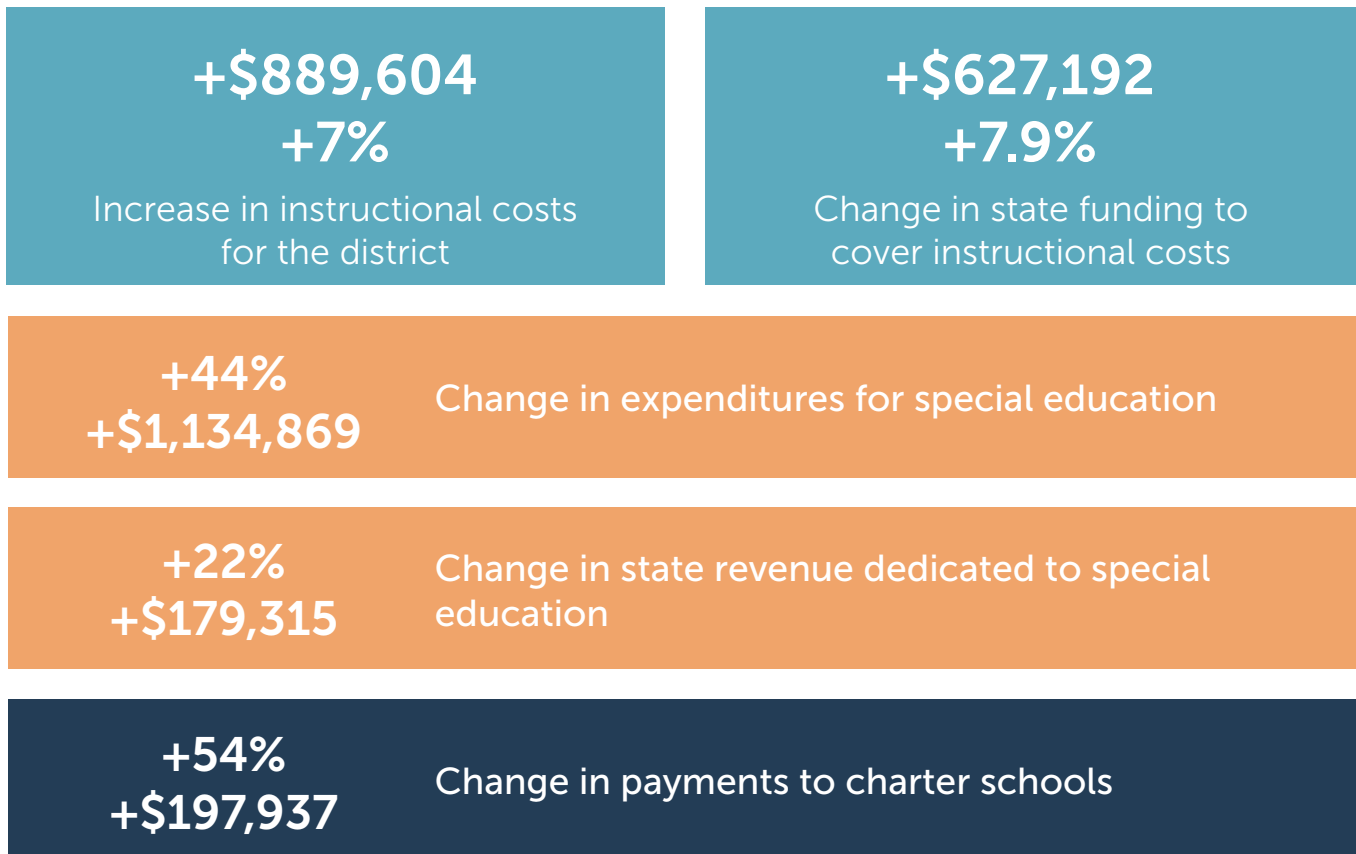 +$889,604
+7%
Increase in instructional costs
for the district
+$627,192
+7.9%
Change in state funding to
cover instructional costs
+44%
+$1,134,869
Change in expenditures for special education
+22%
+$179,315
Change in state revenue dedicated to special
education
+54%
+$197,937
Change in payments to charter schools